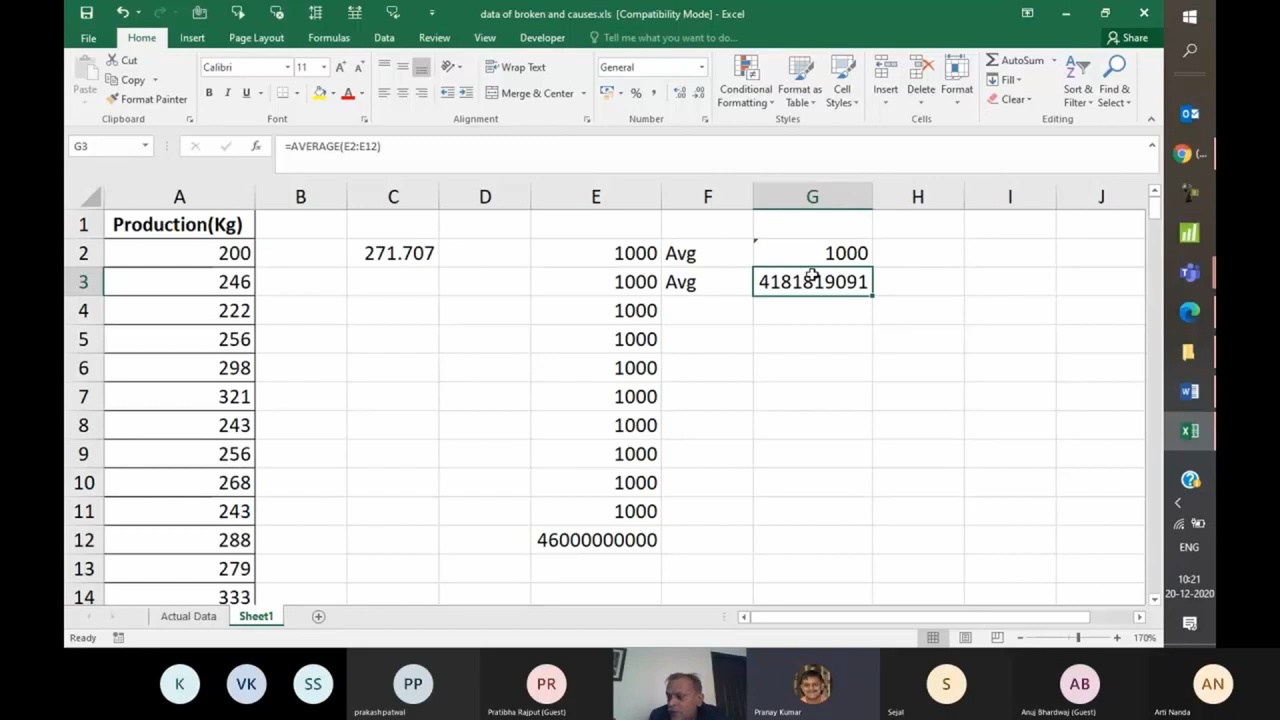 data of broken and causes.xls [Compatibility Mode] - Excel
File Home Insert Page Layout Formulas Data Review View Developer Tell me what you want to do... Share
Paste
Cut
Copy
Format Painter
Clipboard
Calibri 11
B I U
Font
Wrap Text
Merge & Center
Alignment
General
Number
Conditional Formatting
Format as Table
Cell Styles
Styles
Insert Delete Format
Cells
AutoSum
Fill
Clear
Sort & Filter
Find & Select
Editing
G3 fx =AVERAGE(E2:E12)
A B C D E F G H I J
1 Production(Kg)
2 200 271.707 1000 Avg 1000
3 246 1000 Avg 4181819091
4 222 1000
5 256 1000
6 298 1000
7 321 1000
8 243 1000
9 256 1000
10 268 1000
11 243 1000
12 288 46000000000
13 279
14 333
Actual Data Sheet1
Ready 170%
ENG
10:21
20-12-2020
K VK SS PP PR S AB AN
prakash patwal Pratibha Rajput (Guest) Pranay Kumar Sejal Anuj Bhardwaj (Guest) Arti Nanda